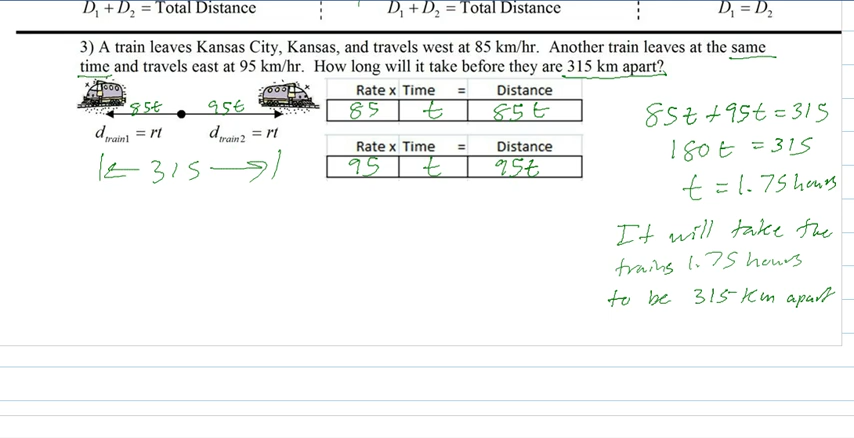 D₁ + D₂ = Total Distance D₁ + D₂ = Total Distance D₁ = D₂
3) A train leaves Kansas City, Kansas, and travels west at 85 km/hr. Another train leaves at the same
time and travels east at 95 km/hr. How long will it take before they are 315 km apart?
85t 95t
d_train1 = rt d_train2 = rt
|← 315 →|
Rate x Time = Distance
85 t 85t
Rate x Time = Distance
95 t 95t
85t + 95t = 315
180t = 315
t = 1.75 hours
It will take the
trains 1.75 hours
to be 315 km apart